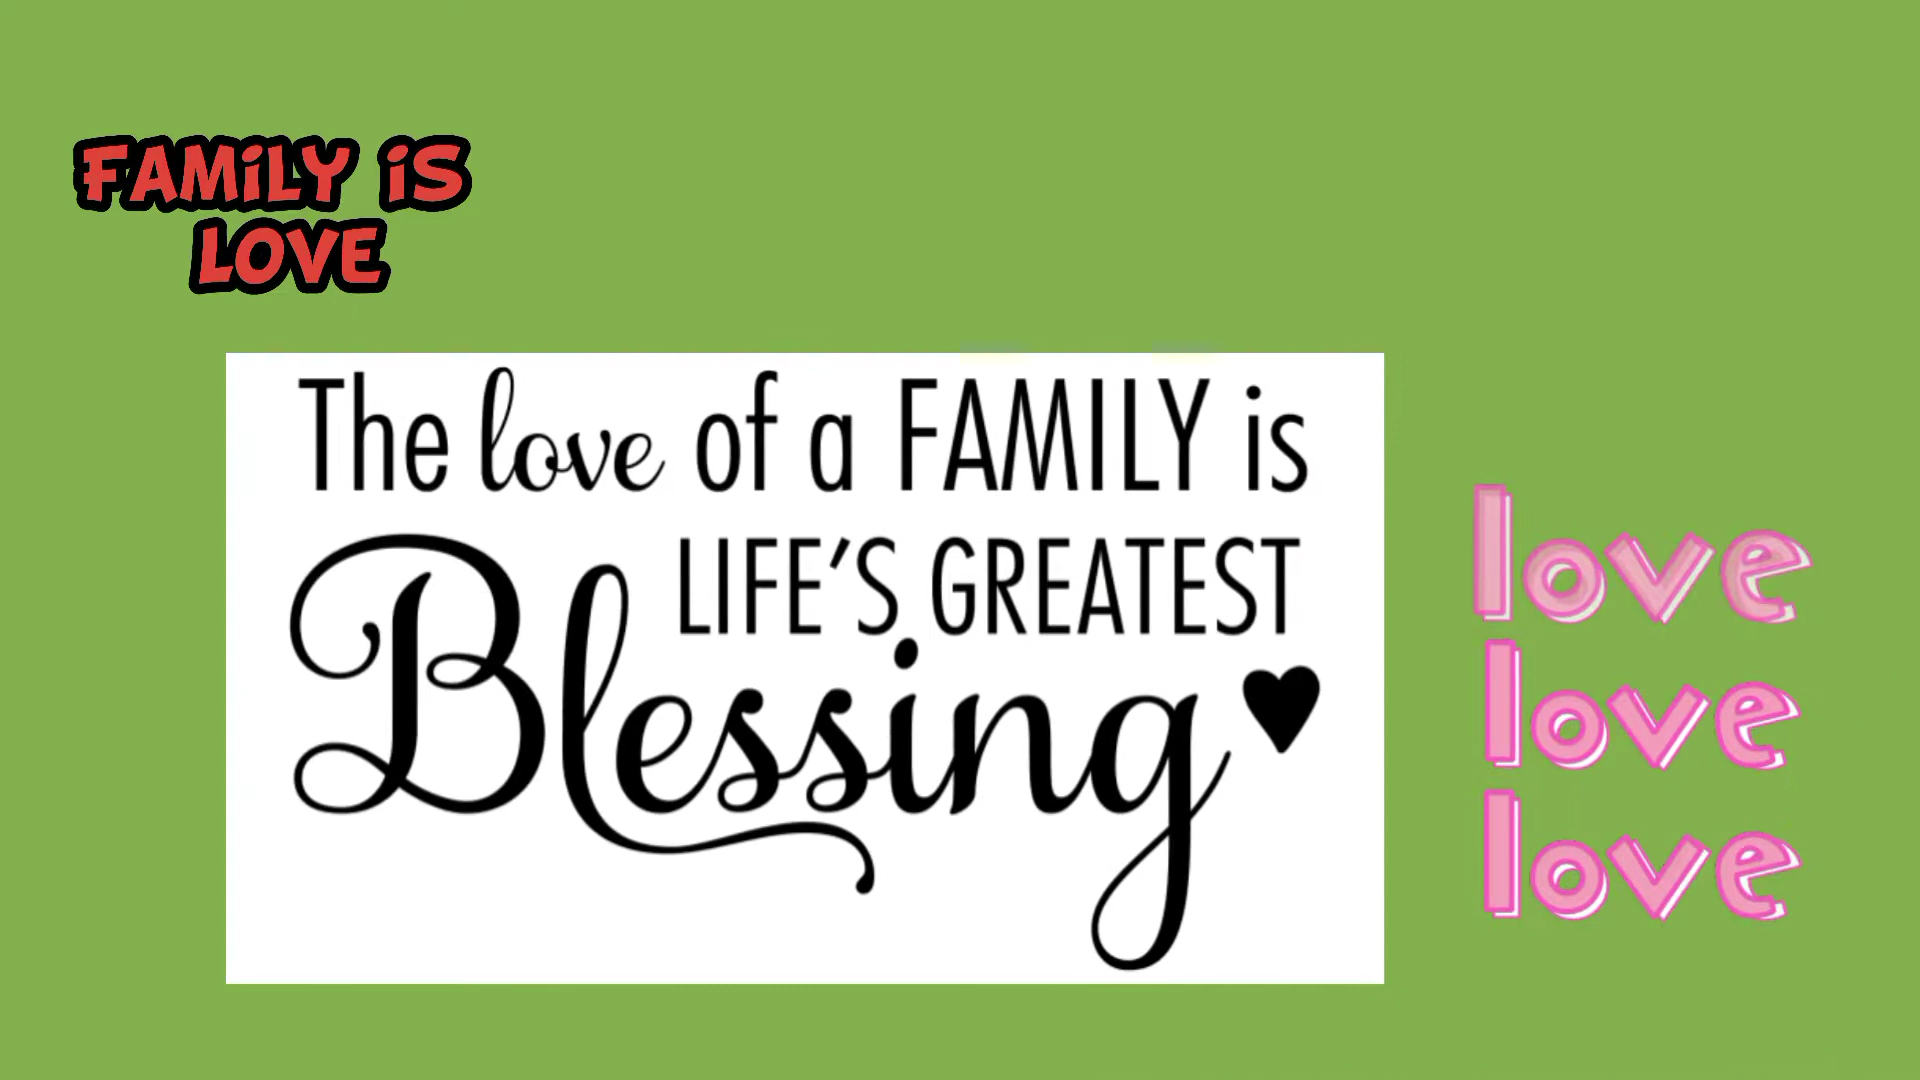 FAMiLY iS
LOVE
The love of a FAMILY is
LIFE'S GREATEST
Blessing
love
love
love